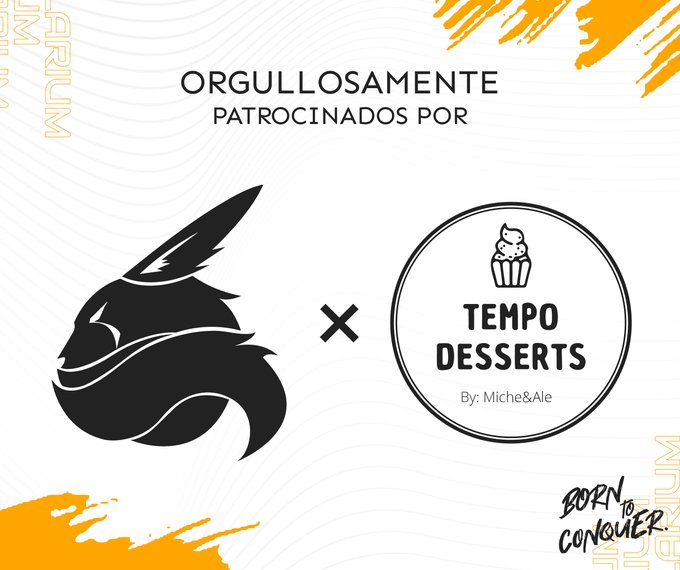 ORGULLOSAMENTE
PATROCINADOS POR
×
TEMPO
DESSERTS
By: Miche&Ale
BORN
to
CONQUER.